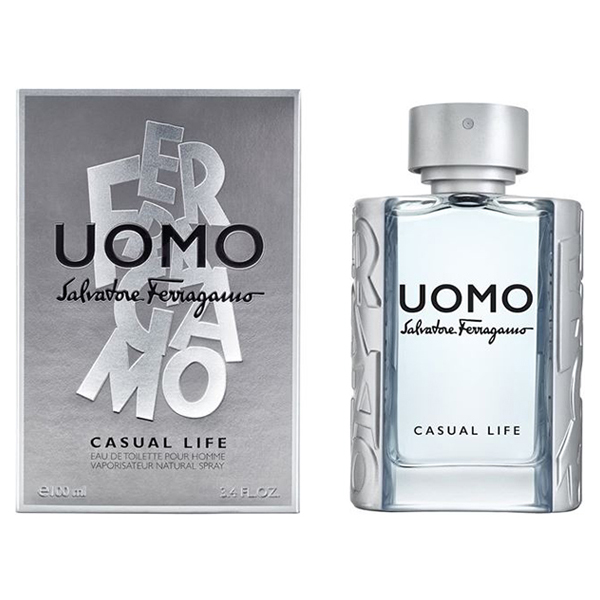 FERRAGAMO
UOMO
Salvatore Ferragamo
CASUAL LIFE
EAU DE TOILETTE POUR HOMME
VAPORISATEUR NATURAL SPRAY
e100 ml 3.4 FL.OZ.
UOMO
Salvatore Ferragamo
CASUAL LIFE